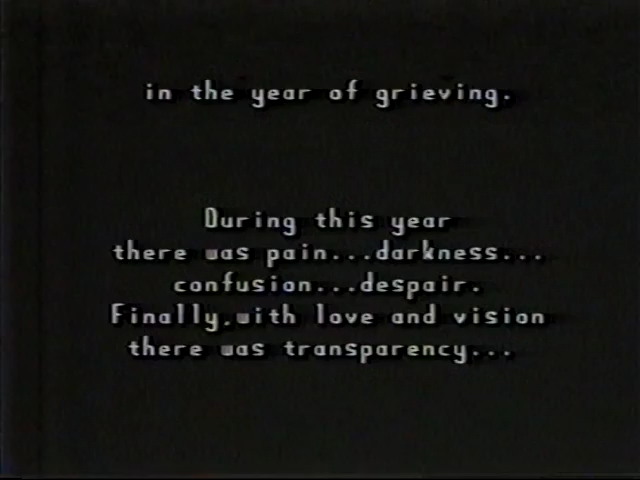 in the year of grieving.
During this year
there was pain...darkness...
confusion...despair.
Finally,with love and vision
there was transparency...